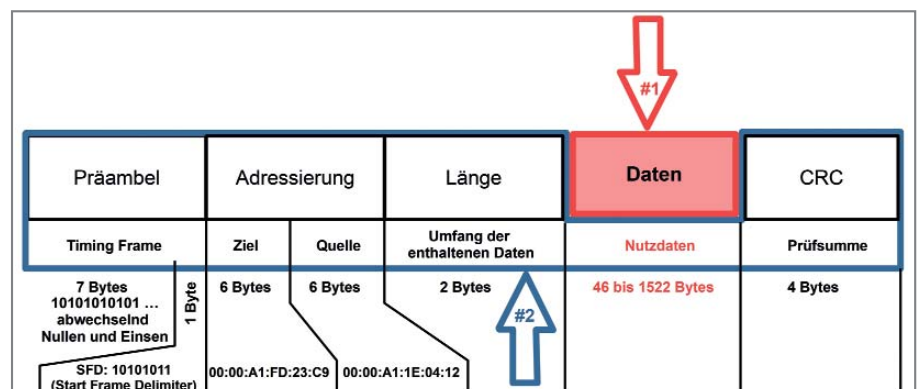 #1
Präambel
Adressierung
Länge
Daten
CRC
Timing Frame
Ziel
Quelle
Umfang der
enthaltenen Daten
Nutzdaten
Prüfsumme
7 Bytes
10101010101 ...
abwechselnd
Nullen und Einsen
1 Byte
6 Bytes
6 Bytes
2 Bytes
46 bis 1522 Bytes
4 Bytes
#2
SFD: 10101011
(Start Frame Delimiter)
00:00:A1:FD:23:C9
00:00:A1:1E:04:12